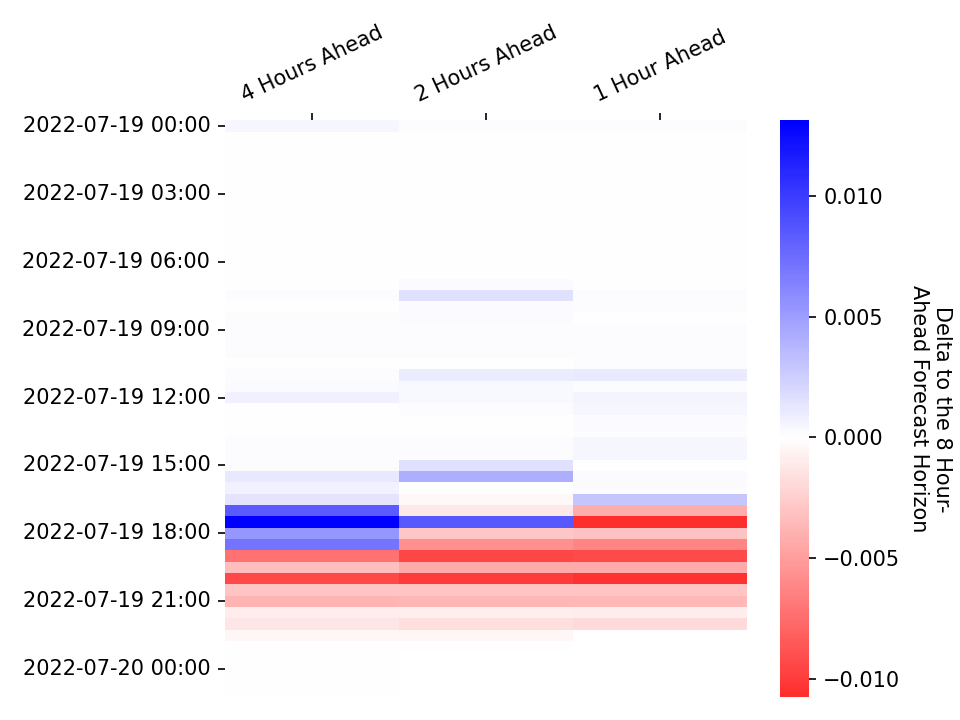 4 Hours Ahead
2 Hours Ahead
1 Hour Ahead
2022-07-19 00:00
2022-07-19 03:00
2022-07-19 06:00
2022-07-19 09:00
2022-07-19 12:00
2022-07-19 15:00
2022-07-19 18:00
2022-07-19 21:00
2022-07-20 00:00
0.010
0.005
0.000
−0.005
−0.010
Delta to the 8 Hour-
Ahead Forecast Horizon